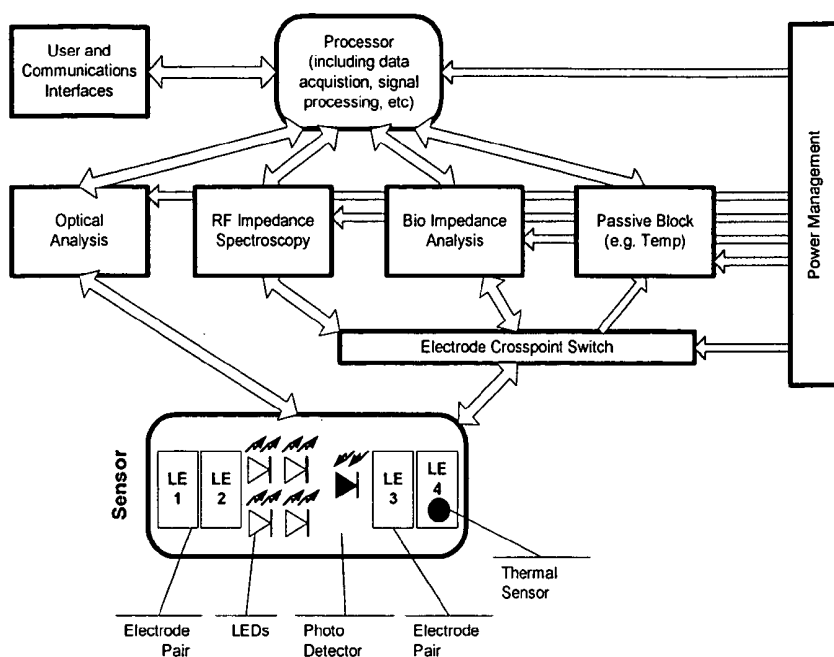 User and
Communications
Interfaces
Processor
(including data
acquistion, signal
processing, etc)
Power Management
Optical
Analysis
RF Impedance
Spectroscopy
Bio Impedance
Analysis
Passive Block
(e.g. Temp)
Electrode Crosspoint Switch
Sensor
LE
1
LE
2
LE
3
LE
4
Thermal
Sensor
Electrode
Pair
LEDs
Photo
Detector
Electrode
Pair